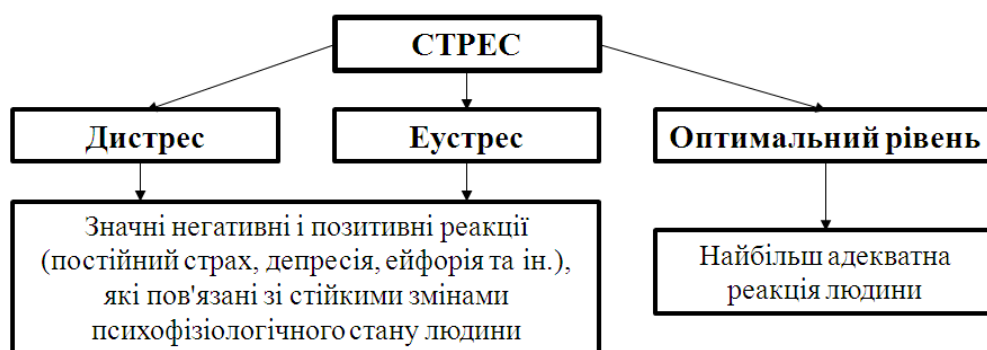 СТРЕС
Дистрес
Еустрес
Оптимальний рівень
Значні негативні і позитивні реакції
(постійний страх, депресія, ейфорія та ін.),
які пов'язані зі стійкими змінами
психофізіологічного стану людини
Найбільш адекватна
реакція людини